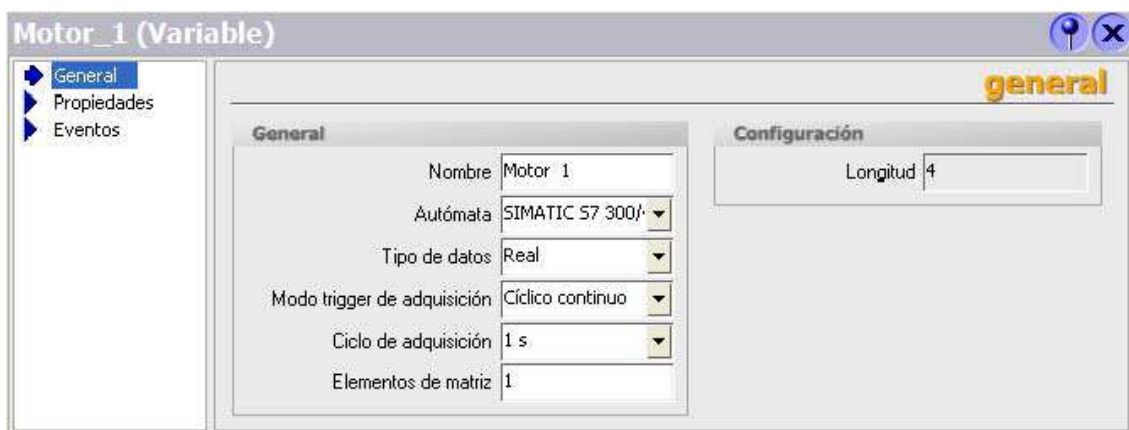 Motor_1 (Variable)
General
Propiedades
Eventos
general
General
Nombre Motor_1
Autómata SIMATIC S7 300/
Tipo de datos Real
Modo trigger de adquisición Cíclico continuo
Ciclo de adquisición 1 s
Elementos de matriz 1
Configuración
Longitud 4